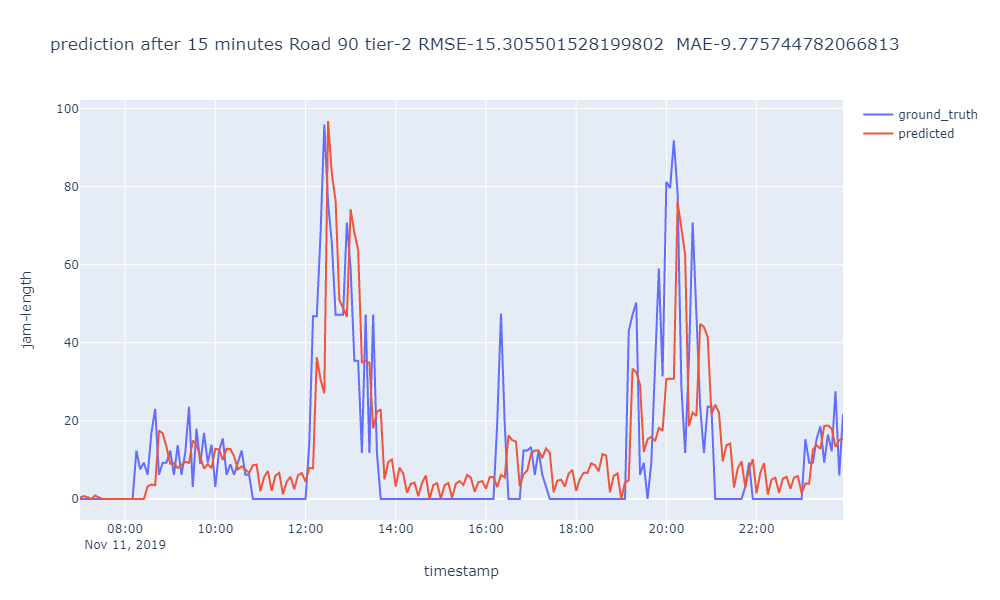 prediction after 15 minutes Road 90 tier-2 RMSE-15.305501528199802  MAE-9.775744782066813
ground_truth
predicted
100
80
60
40
20
0
jam-length
08:00 10:00 12:00 14:00 16:00 18:00 20:00 22:00
Nov 11, 2019
timestamp